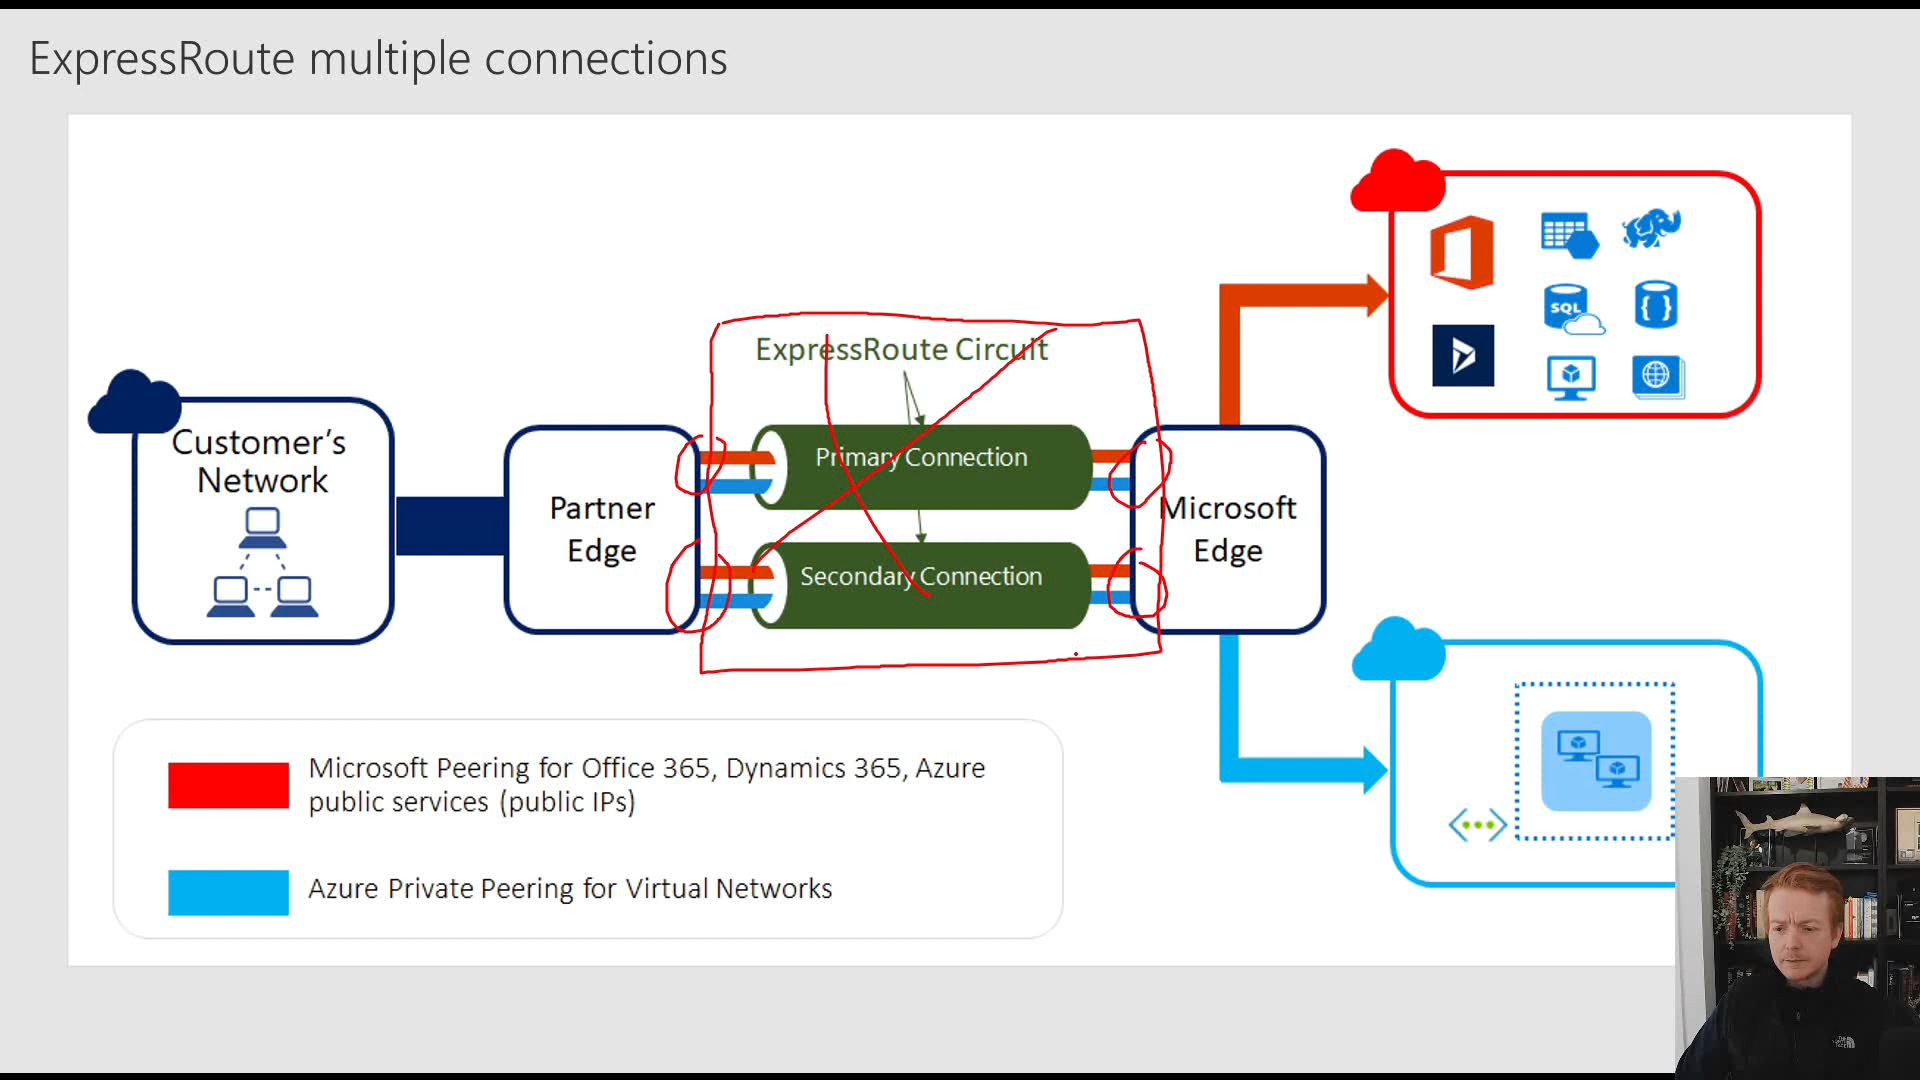 ExpressRoute multiple connections
ExpressRoute Circuit
Customer's
Network
Partner
Edge
Primary Connection
Secondary Connection
Microsoft
Edge
SQL
Microsoft Peering for Office 365, Dynamics 365, Azure
public services (public IPs)
Azure Private Peering for Virtual Networks